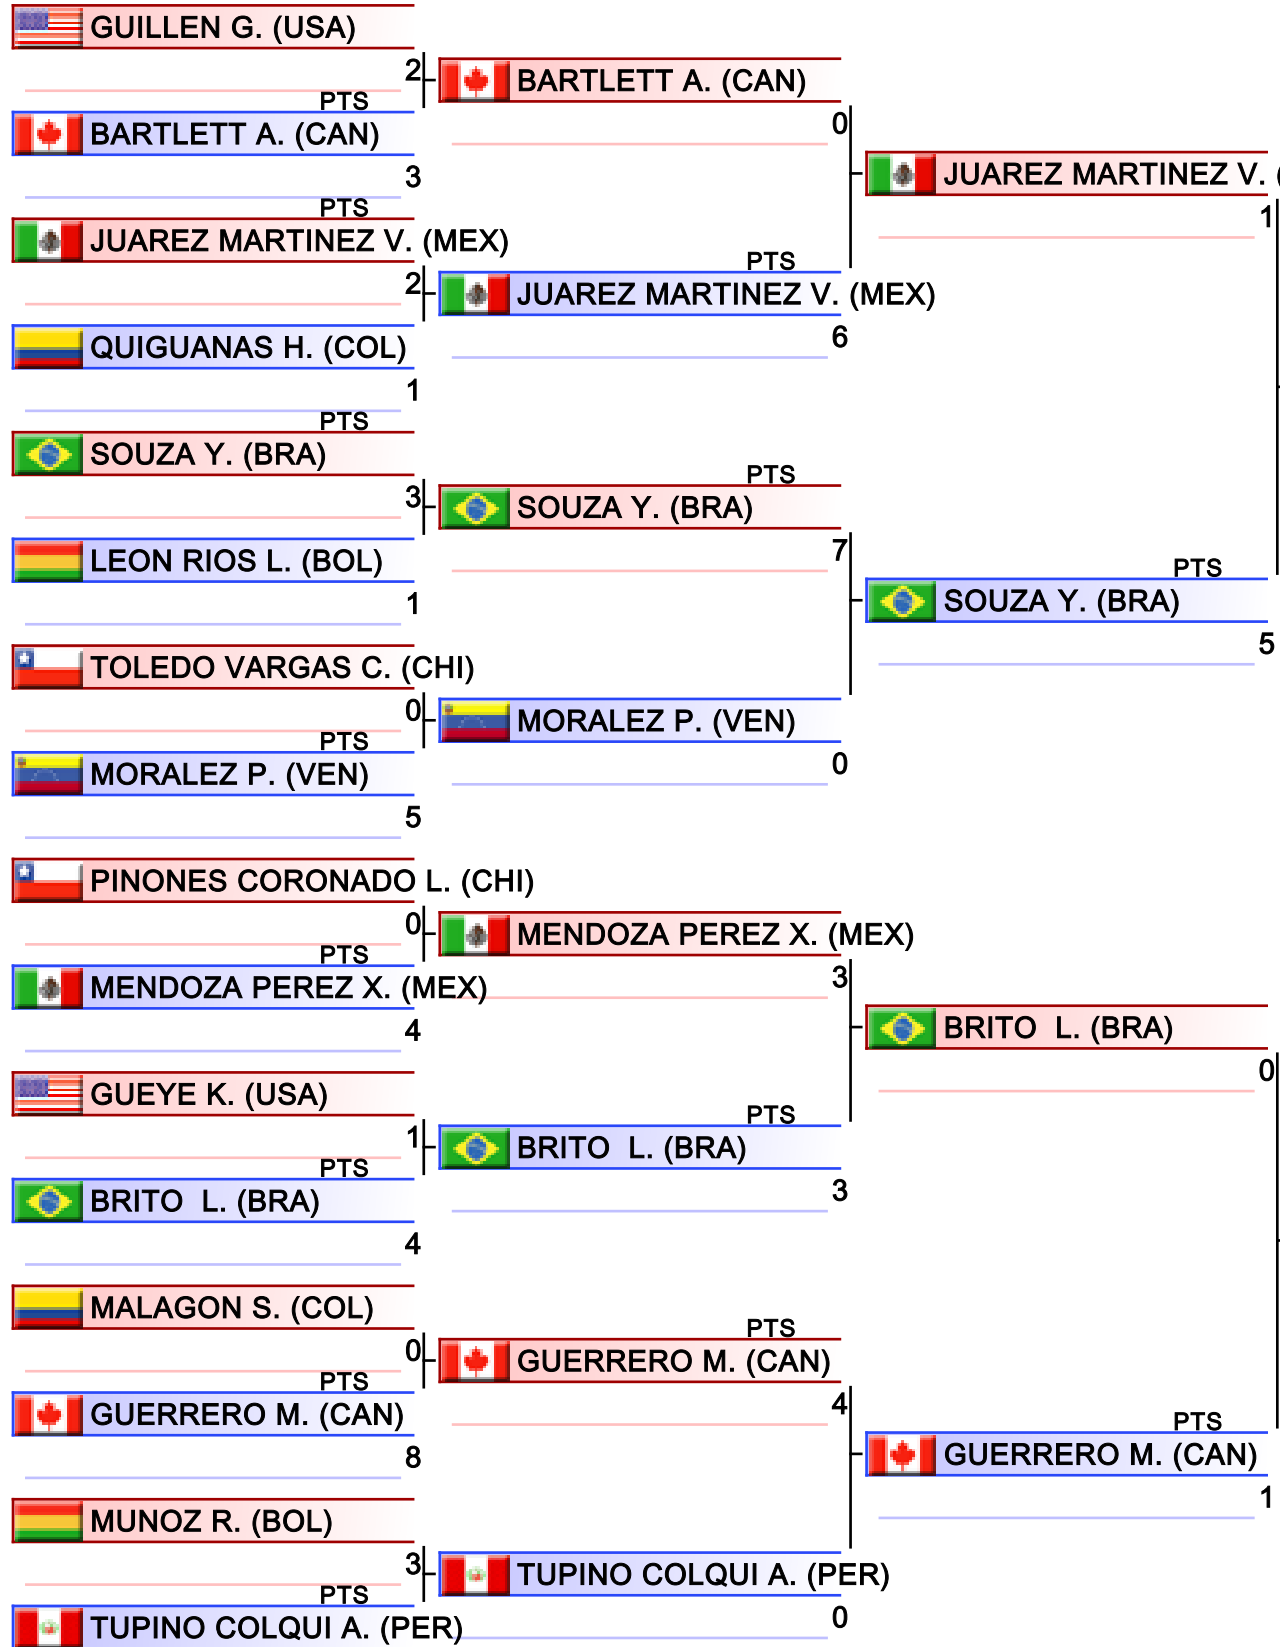 GUILLEN G. (USA)
2
PTS
BARTLETT A. (CAN)
3
PTS
JUAREZ MARTINEZ V. (MEX)
2
QUIGUANAS H. (COL)
1
PTS
SOUZA Y. (BRA)
3
LEON RIOS L. (BOL)
1
TOLEDO VARGAS C. (CHI)
0
PTS
MORALEZ P. (VEN)
5
PINONES CORONADO L. (CHI)
0
PTS
MENDOZA PEREZ X. (MEX)
4
GUEYE K. (USA)
1
PTS
BRITO L. (BRA)
4
MALAGON S. (COL)
0
PTS
GUERRERO M. (CAN)
8
MUNOZ R. (BOL)
3
PTS
TUPINO COLQUI A. (PER)
BARTLETT A. (CAN)
0
PTS
JUAREZ MARTINEZ V. (MEX)
6
PTS
SOUZA Y. (BRA)
7
MORALEZ P. (VEN)
0
MENDOZA PEREZ X. (MEX)
3
PTS
BRITO L. (BRA)
3
PTS
GUERRERO M. (CAN)
4
TUPINO COLQUI A. (PER)
0
JUAREZ MARTINEZ V. (
1
PTS
SOUZA Y. (BRA)
5
BRITO L. (BRA)
0
PTS
GUERRERO M. (CAN)
1